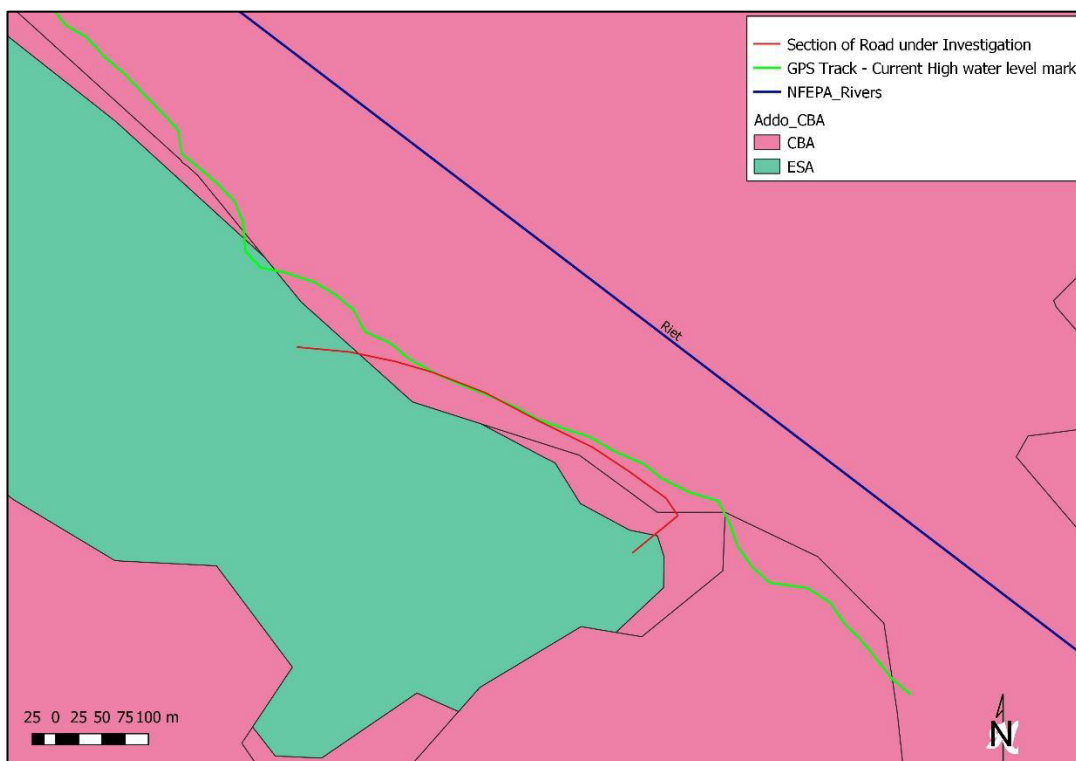 Section of Road under Investigation
GPS Track - Current High water level mark
NFEPA_Rivers
Addo_CBA
CBA
ESA
Riet
25 0 25 50 75 100 m
N